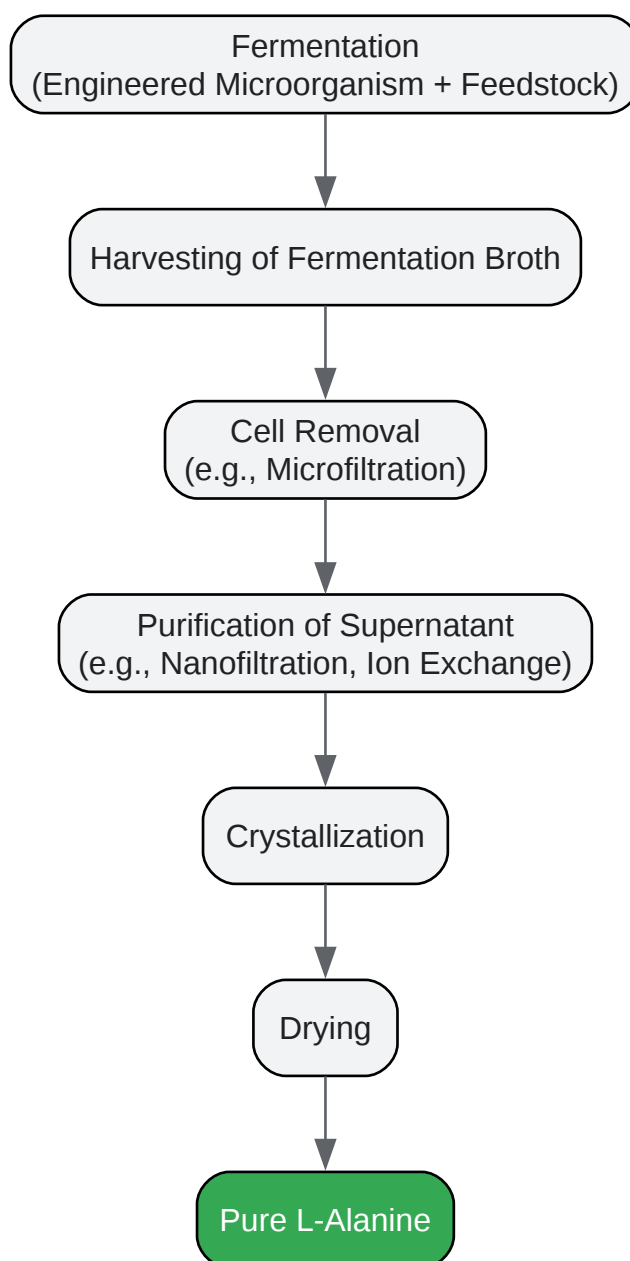 Fermentation
(Engineered Microorganism + Feedstock)
Harvesting of Fermentation Broth
Cell Removal
(e.g., Microfiltration)
Purification of Supernatant
(e.g., Nanofiltration, Ion Exchange)
Crystallization
Drying
Pure L-Alanine